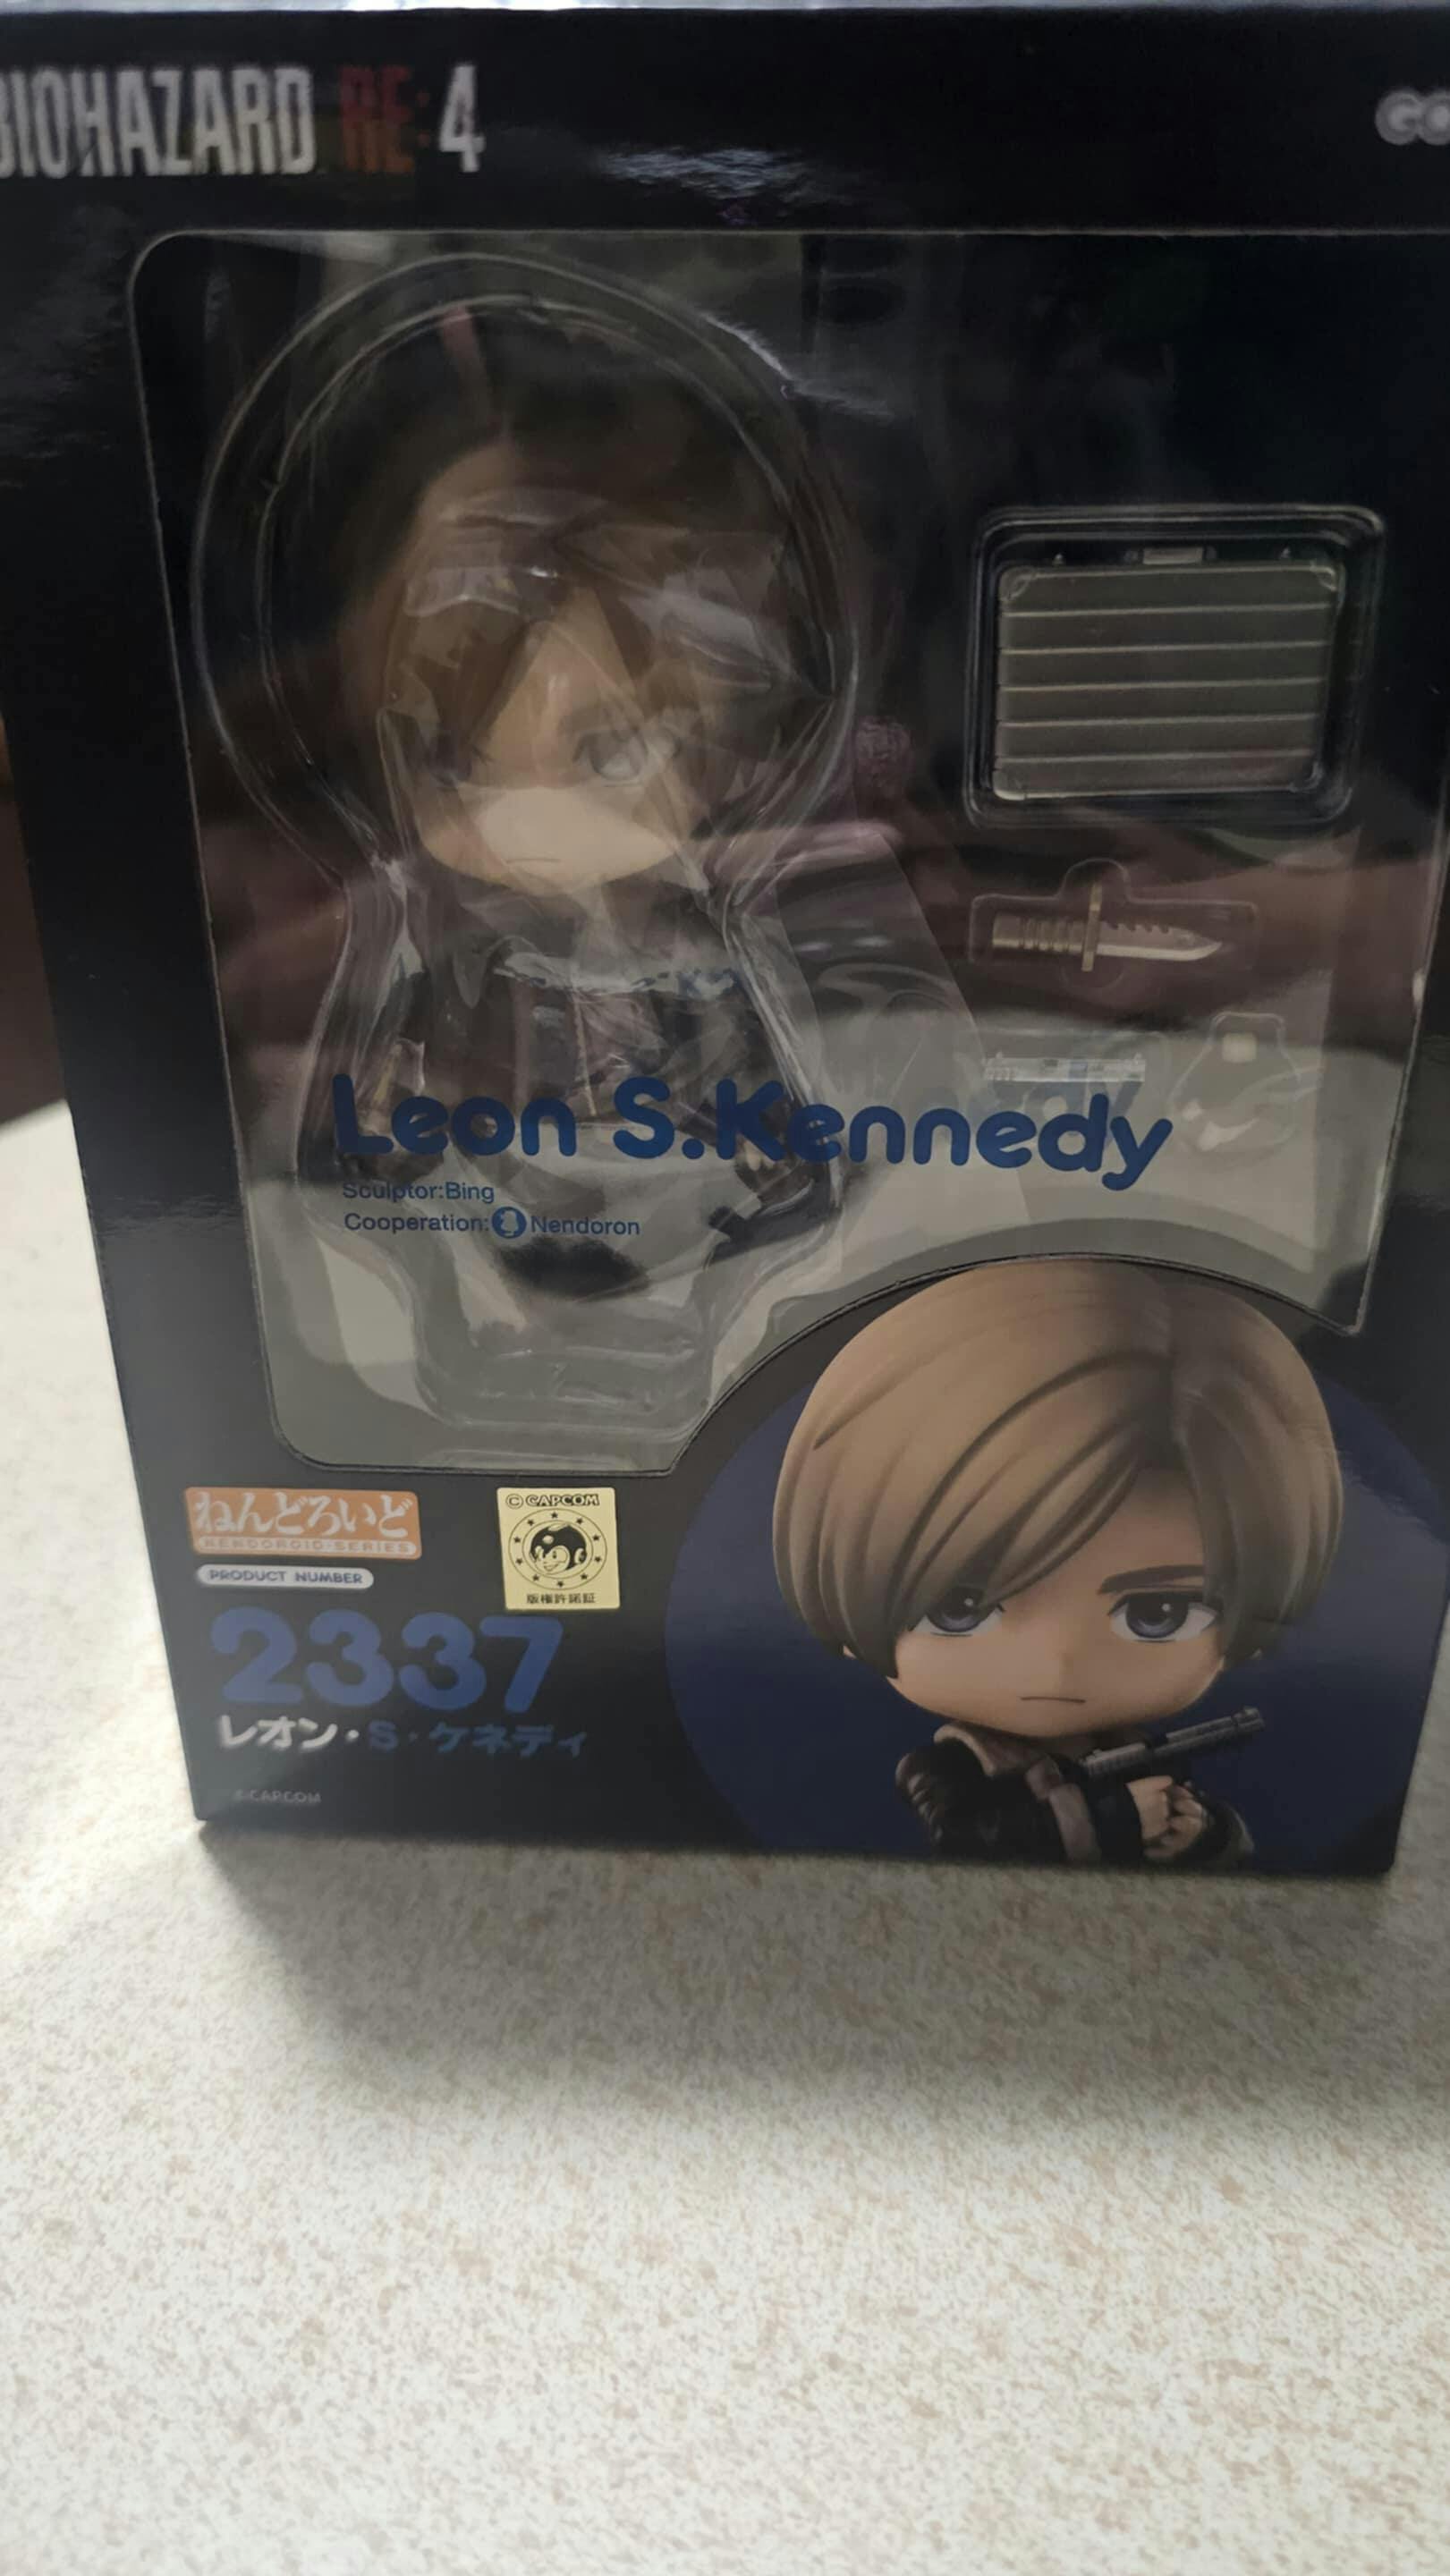 BIOHAZARD RE:4
Leon S.Kennedy
Sculptor:Bing
Cooperation: Nendoron
ねんどろいど
NENDOROID SERIES
© CAPCOM
版権許諾証
PRODUCT NUMBER
2337
レオン・S・ケネディ
©CAPCOM